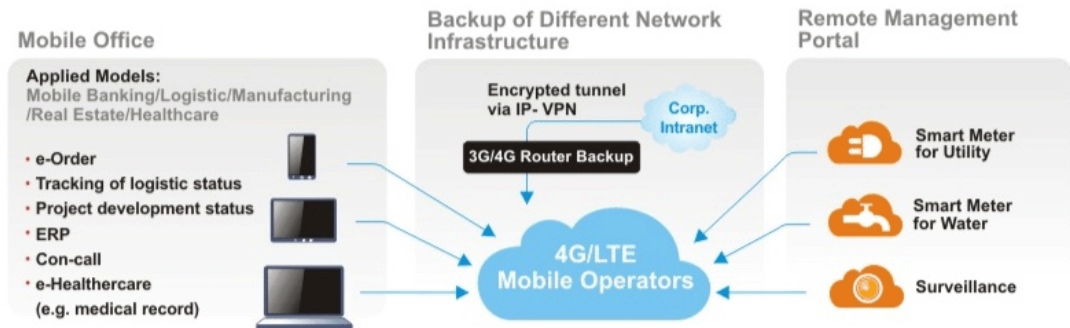 Mobile Office
Applied Models:
Mobile Banking/Logistic/Manufacturing
/Real Estate/Healthcare
• e-Order
• Tracking of logistic status
• Project development status
• ERP
• Con-call
• e-Healthercare
(e.g. medical record)
Backup of Different Network
Infrastructure
Encrypted tunnel
via IP- VPN
Corp.
Intranet
3G/4G Router Backup
4G/LTE
Mobile Operators
Remote Management
Portal
Smart Meter
for Utility
Smart Meter
for Water
Surveillance